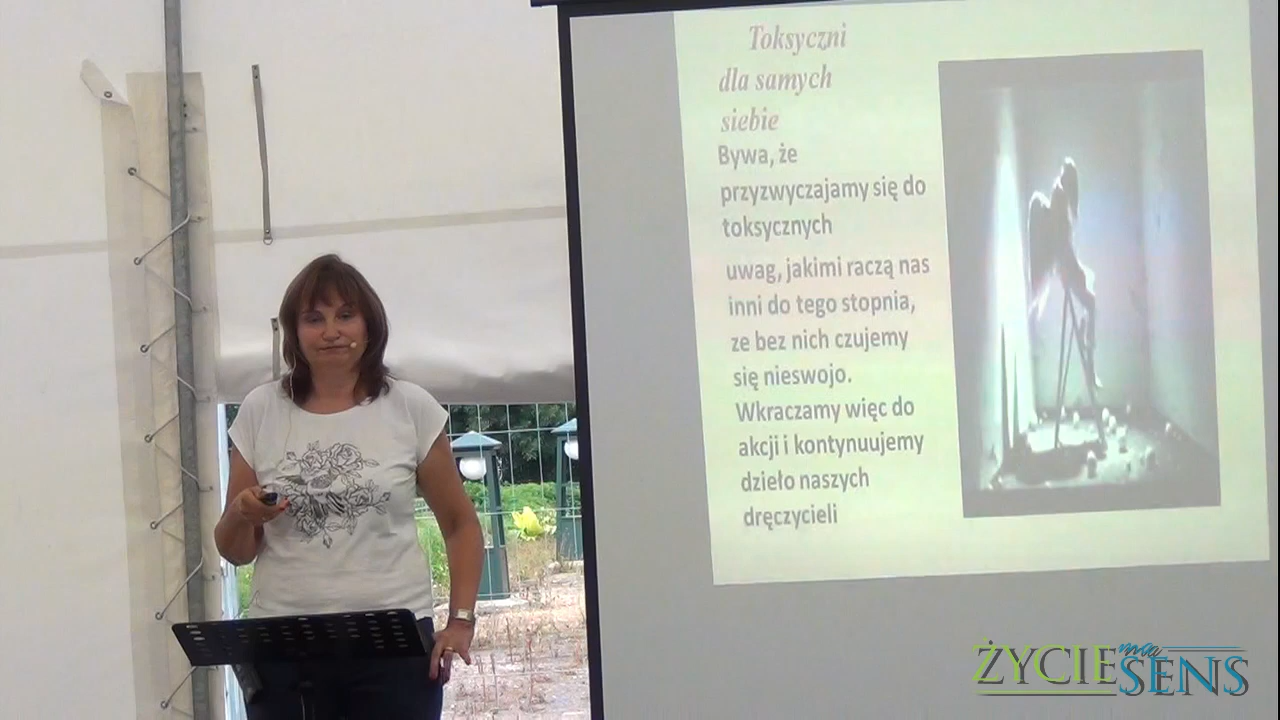 Toksyczni
dla samych
siebie
Bywa, że
przyzwyczajamy się do
toksycznych
uwag, jakimi raczą nas
inni do tego stopnia,
ze bez nich czujemy
się nieswojo.
Wkraczamy więc do
akcji i kontynuujemy
dzieło naszych
dręczycieli
ŻYCIE ma SENS